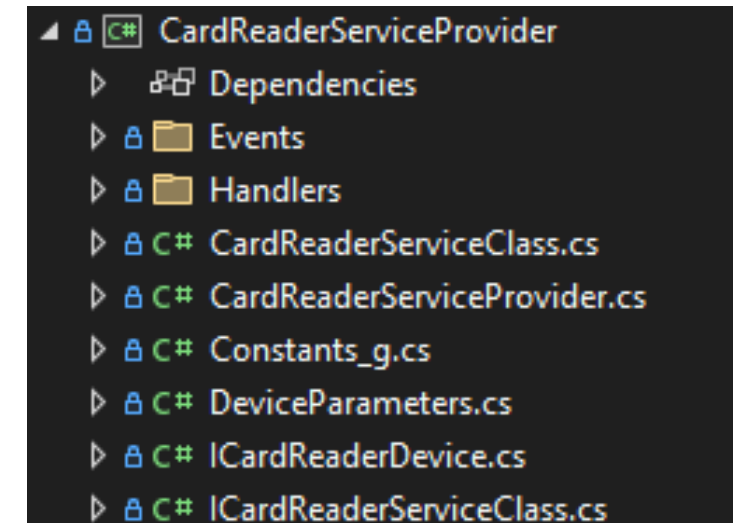 C# CardReaderServiceProvider
Dependencies
Events
Handlers
C# CardReaderServiceClass.cs
C# CardReaderServiceProvider.cs
C# Constants_g.cs
C# DeviceParameters.cs
C# ICardReaderDevice.cs
C# ICardReaderServiceClass.cs